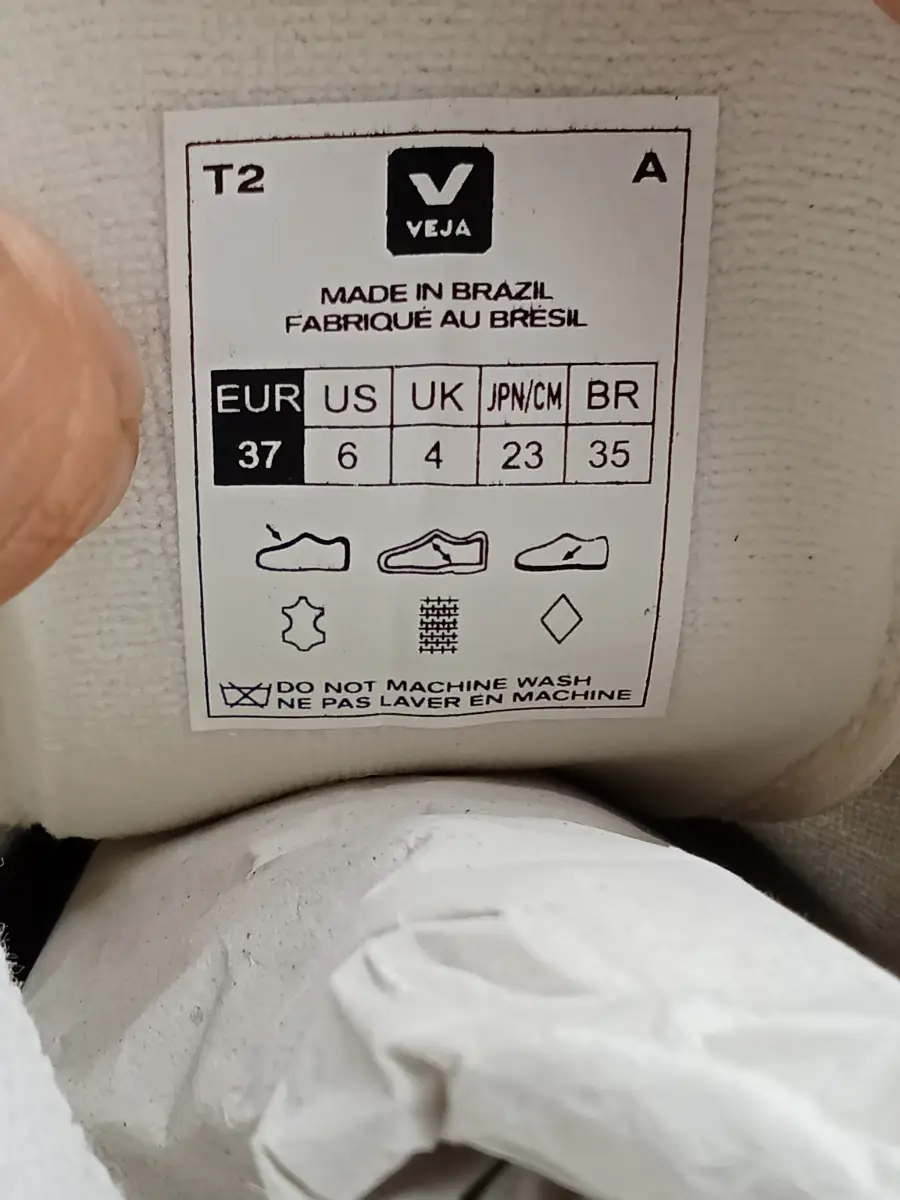 T2 A
V
VEJA
MADE IN BRAZIL
FABRIQUÉ AU BRÉSIL
EUR US UK JPN/CM BR
37 6 4 23 35
DO NOT MACHINE WASH
NE PAS LAVER EN MACHINE